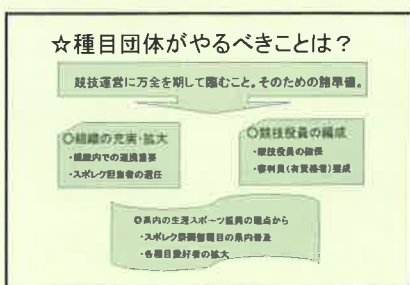 ☆種目団体がやるべきことは？
競技運営に万全を期して臨むこと。そのための諸準備。
◎組織の充実・拡大
・組織内での連携重要
・スポレク担当者の選任
◎競技役員の編成
・競技役員の確保
・審判員(有資格者)養成
◎県内の生涯スポーツ振興の観点から
・スポレク祭開催種目の県内普及
・各種目愛好者の拡大